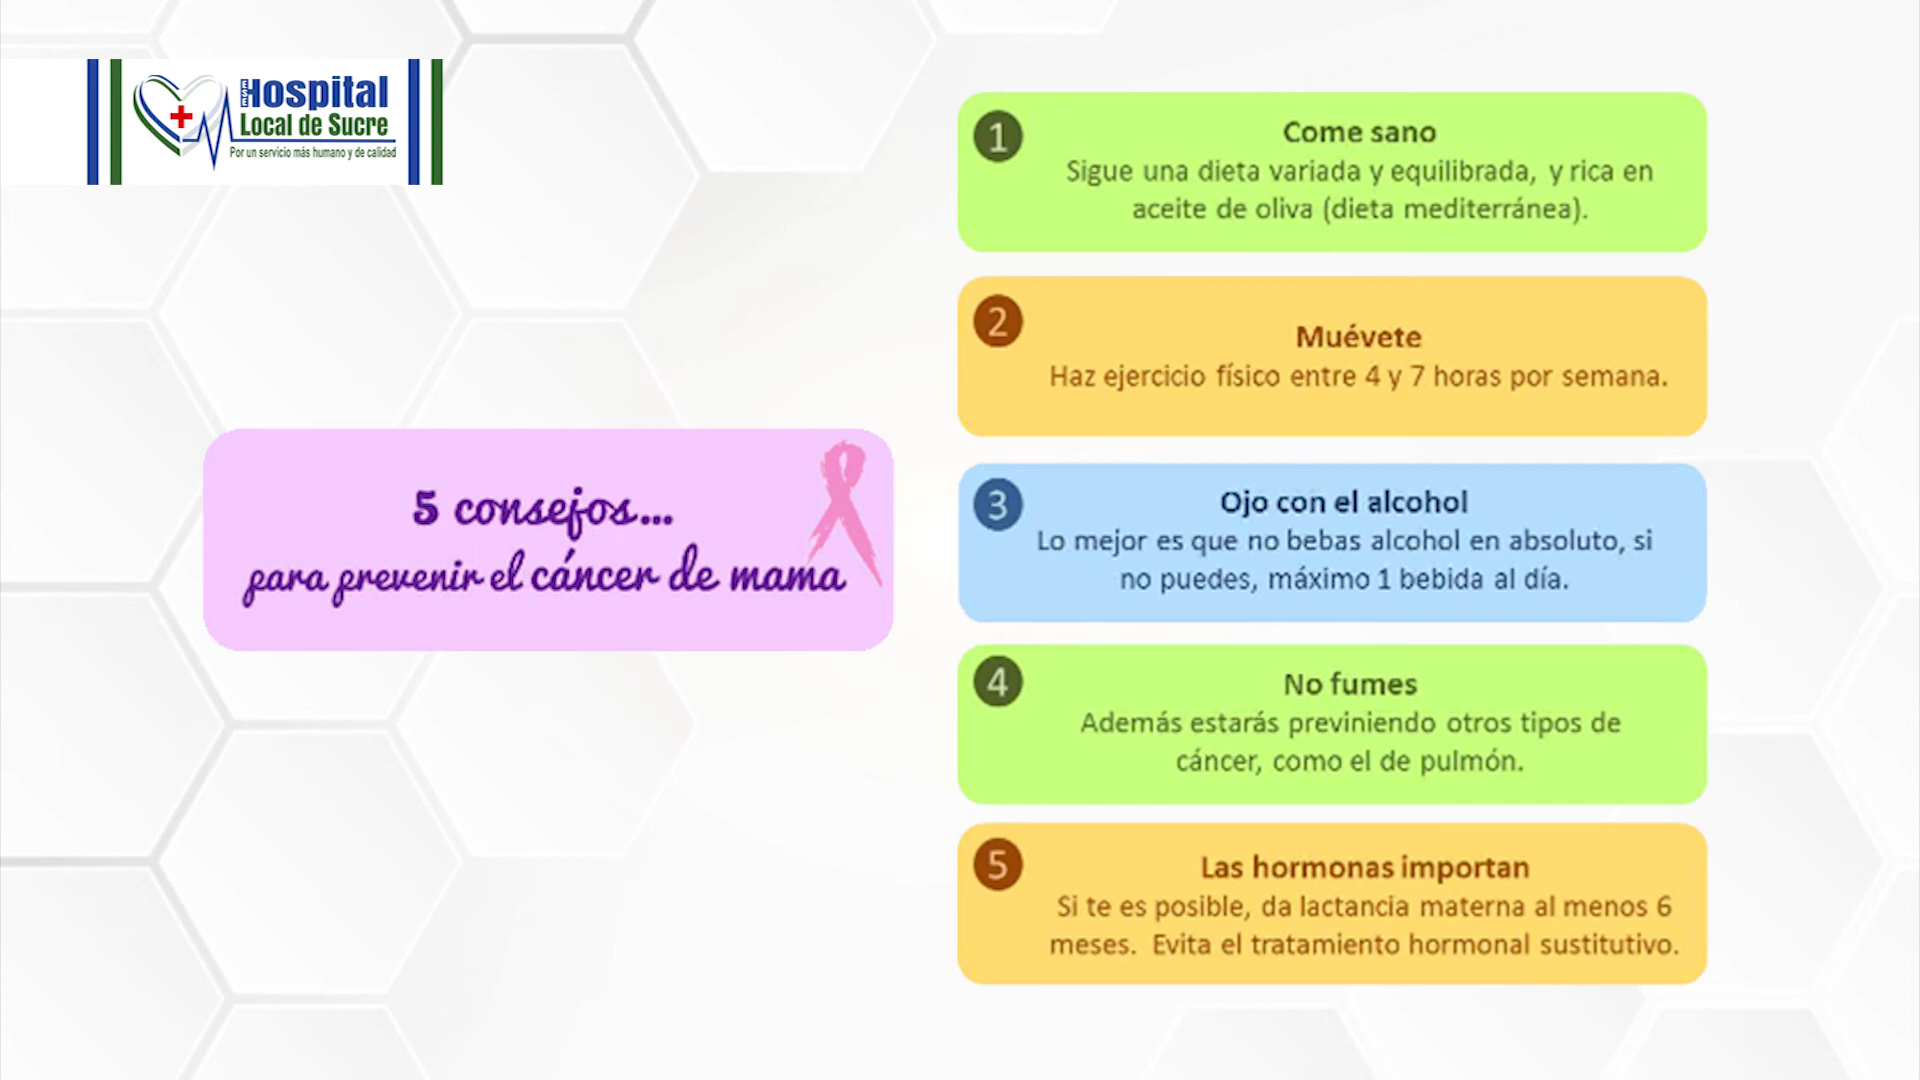 ESE Hospital
Local de Sucre
Por un servicio más humano y de calidad
5 consejos...
para prevenir el cáncer de mama
1
Come sano
Sigue una dieta variada y equilibrada, y rica en
aceite de oliva (dieta mediterránea).
2
Muévete
Haz ejercicio físico entre 4 y 7 horas por semana.
3
Ojo con el alcohol
Lo mejor es que no bebas alcohol en absoluto, si
no puedes, máximo 1 bebida al día.
4
No fumes
Además estarás previniendo otros tipos de
cáncer, como el de pulmón.
5
Las hormonas importan
Si te es posible, da lactancia materna al menos 6
meses. Evita el tratamiento hormonal sustitutivo.